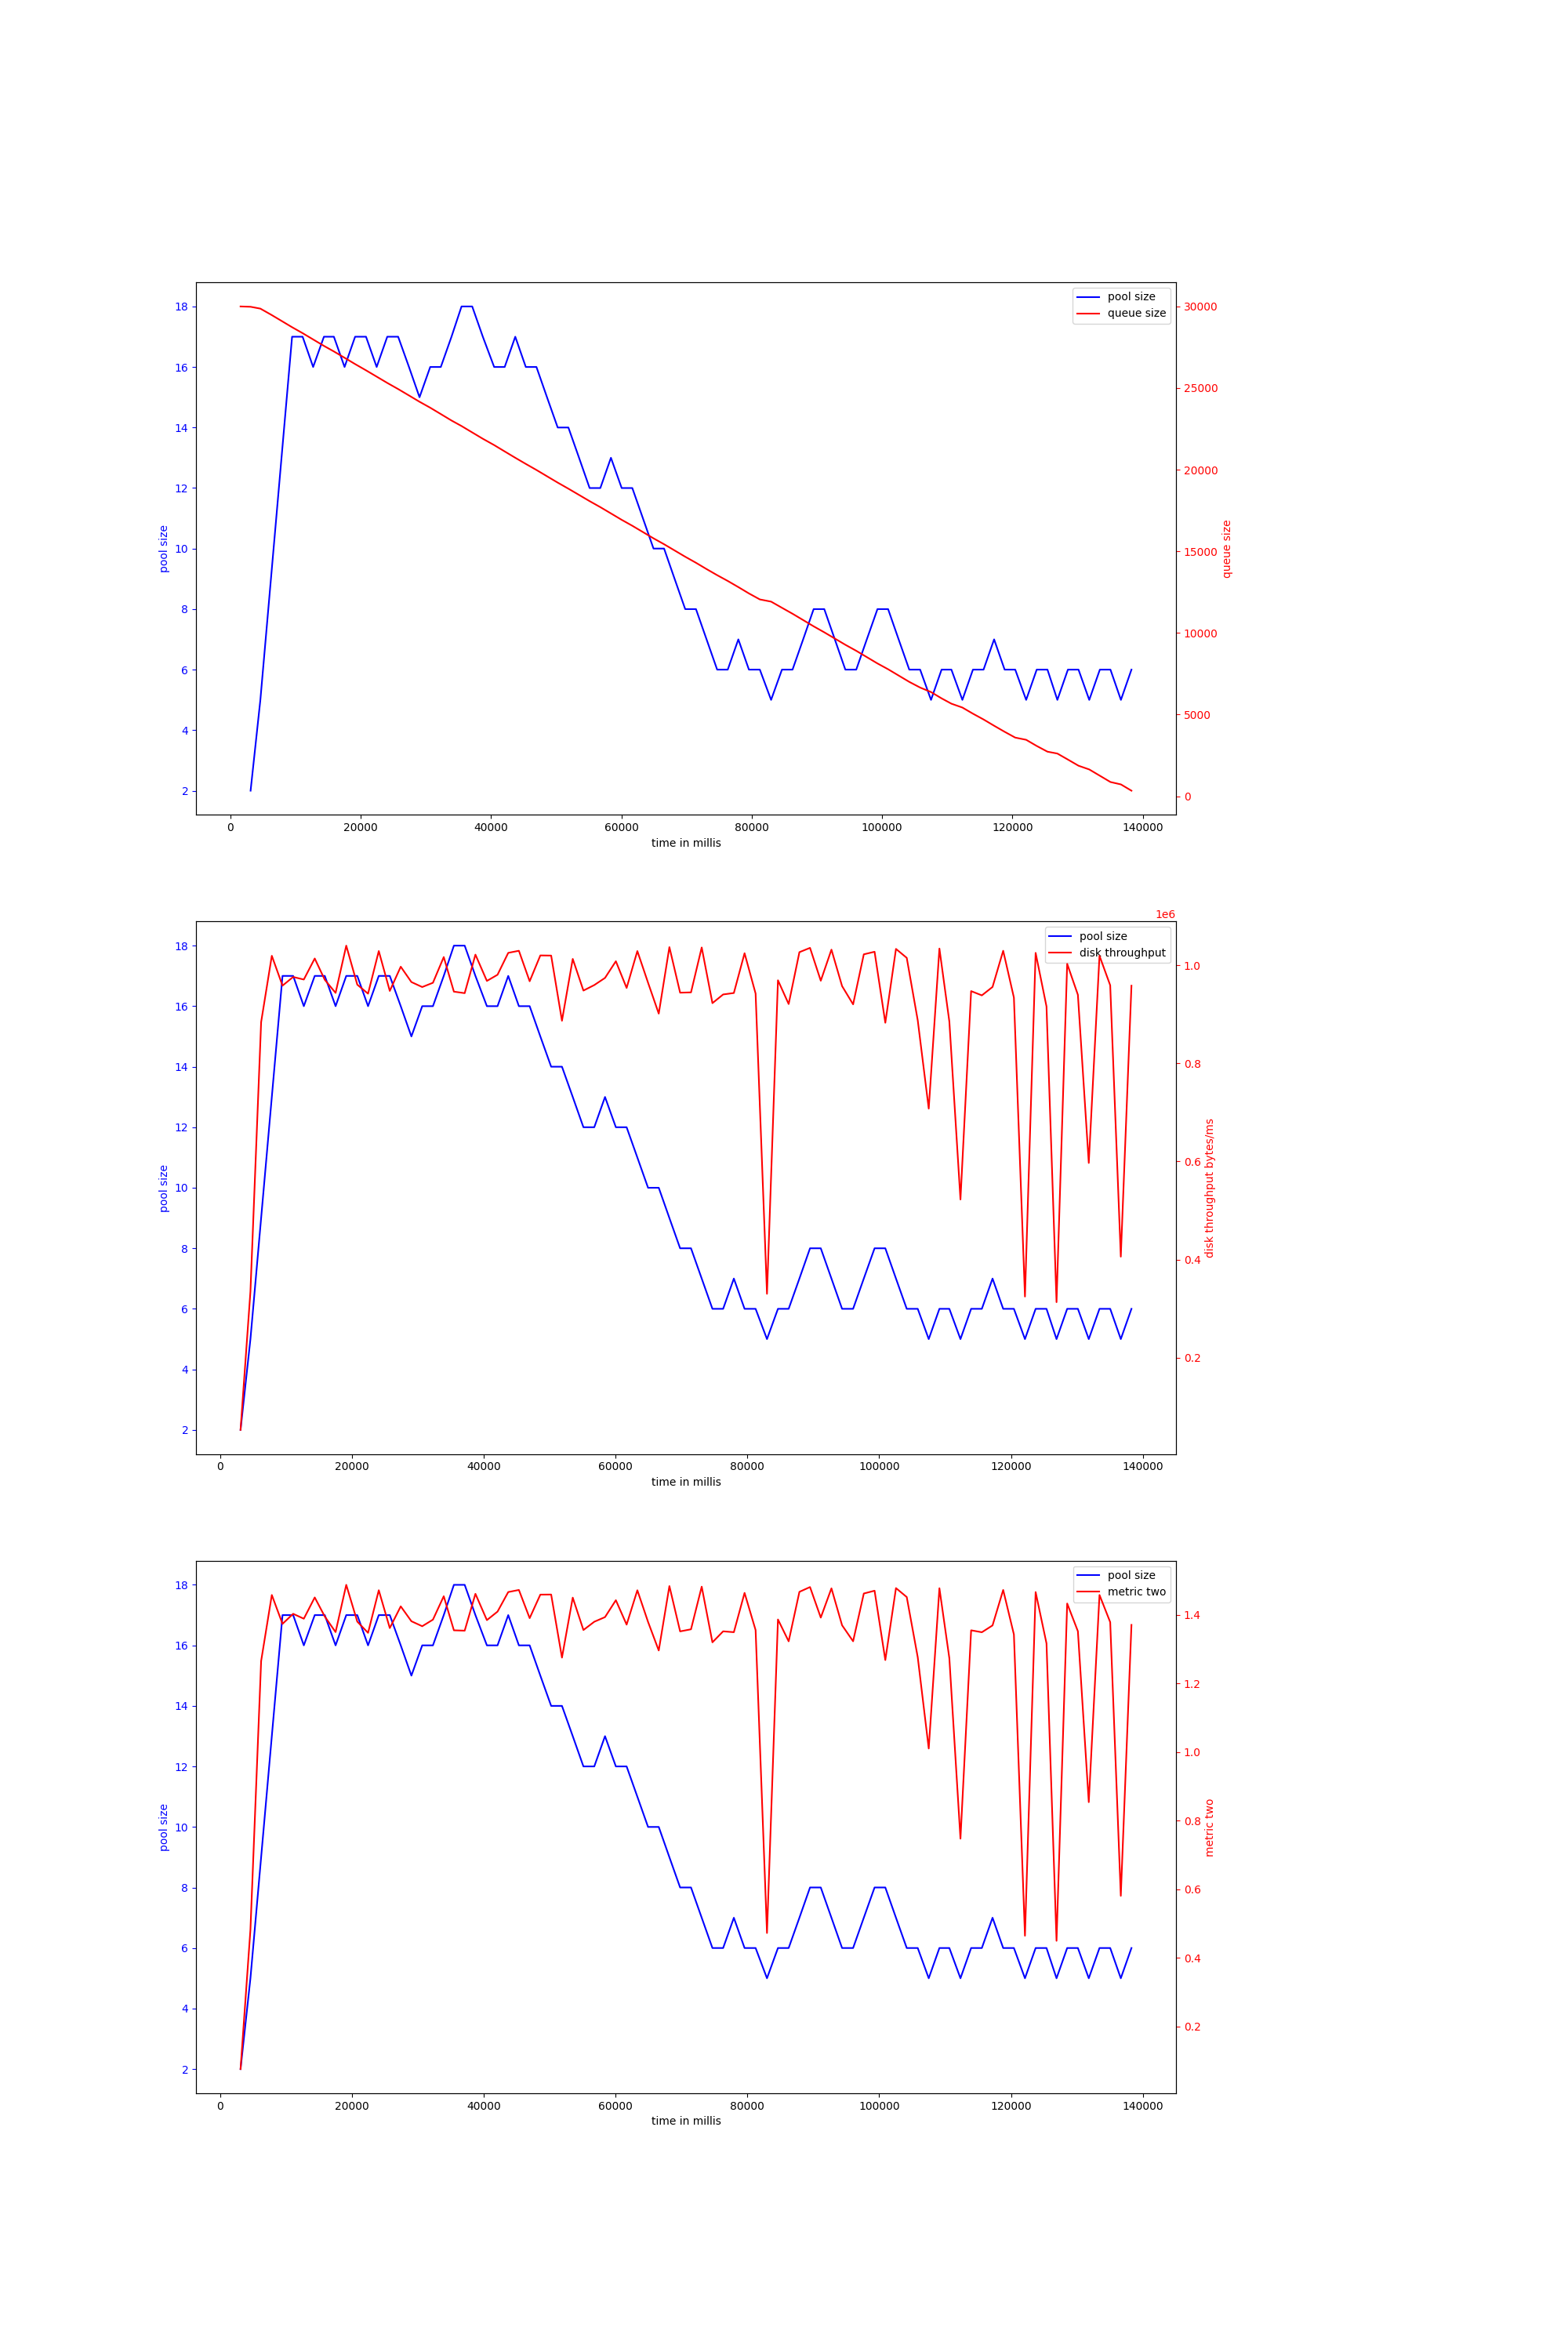 pool size
queue size
18
16
14
12
10
8
6
4
2
pool size
30000
25000
20000
15000
10000
5000
0
queue size
0 20000 40000 60000 80000 100000 120000 140000
time in millis
1e6
pool size
disk throughput
18
16
14
12
10
8
6
4
2
pool size
1.0
0.8
0.6
0.4
0.2
disk throughput bytes/ms
0 20000 40000 60000 80000 100000 120000 140000
time in millis
pool size
metric two
18
16
14
12
10
8
6
4
2
pool size
1.4
1.2
1.0
0.8
0.6
0.4
0.2
metric two
0 20000 40000 60000 80000 100000 120000 140000
time in millis